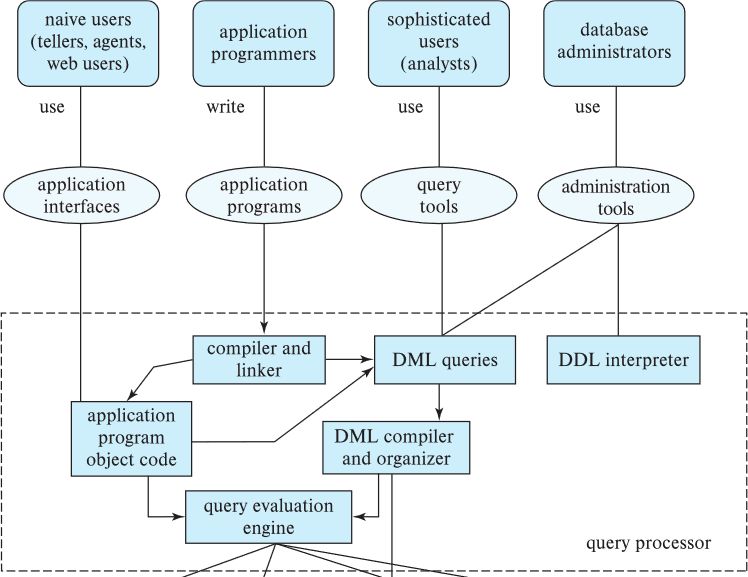 naive users
(tellers, agents,
web users)
application
programmers
sophisticated
users
(analysts)
database
administrators
use
write
use
use
application
interfaces
application
programs
query
tools
administration
tools
compiler and
linker
DML queries
DDL interpreter
application
program
object code
DML compiler
and organizer
query evaluation
engine
query processor